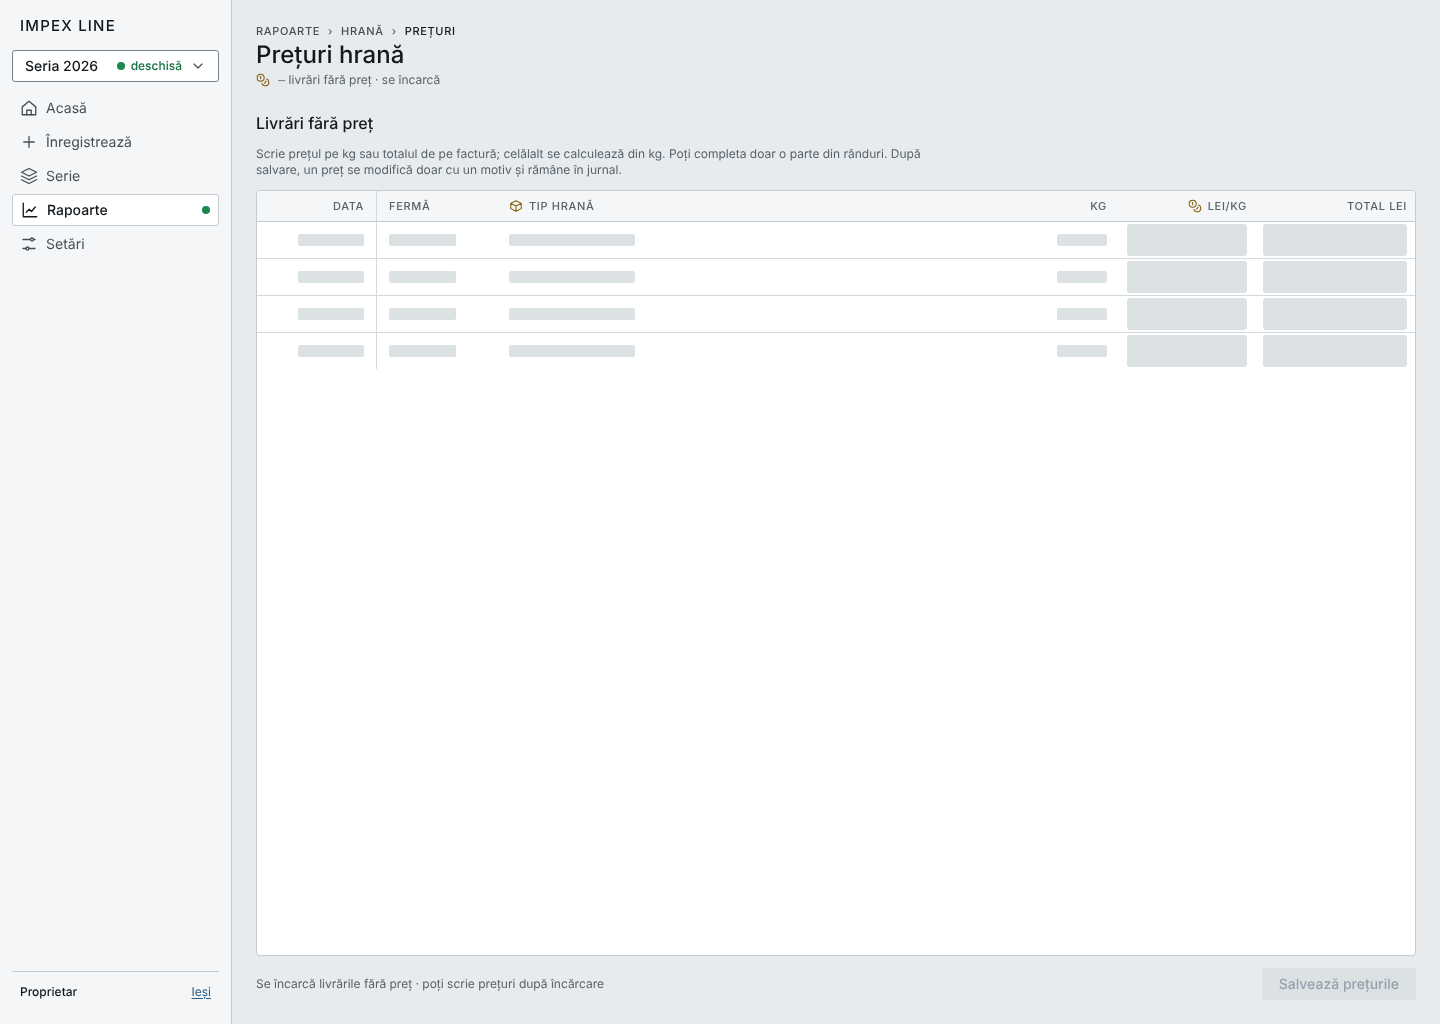 IMPEX LINE
Seria 2026 deschisă
Acasă
Înregistrează
Serie
Rapoarte
Setări
Proprietar Ieși
RAPOARTE › HRANĂ › PREȚURI
Prețuri hrană
– livrări fără preț · se încarcă
Livrări fără preț
Scrie prețul pe kg sau totalul de pe factură; celălalt se calculează din kg. Poți completa doar o parte din rânduri. După
salvare, un preț se modifică doar cu un motiv și rămâne în jurnal.
DATA FERMĂ TIP HRANĂ KG LEI/KG TOTAL LEI
Se încarcă livrările fără preț · poți scrie prețuri după încărcare
Salvează prețurile